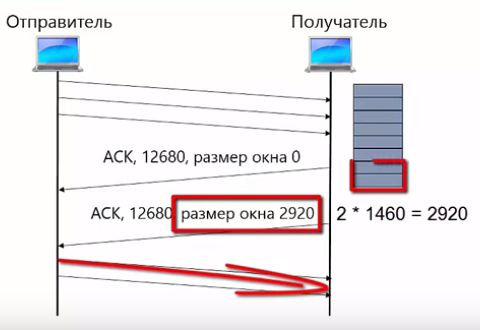 Отправитель
Получатель
ACK, 12680, размер окна 0
ACK, 12680, размер окна 2920
2 * 1460 = 2920